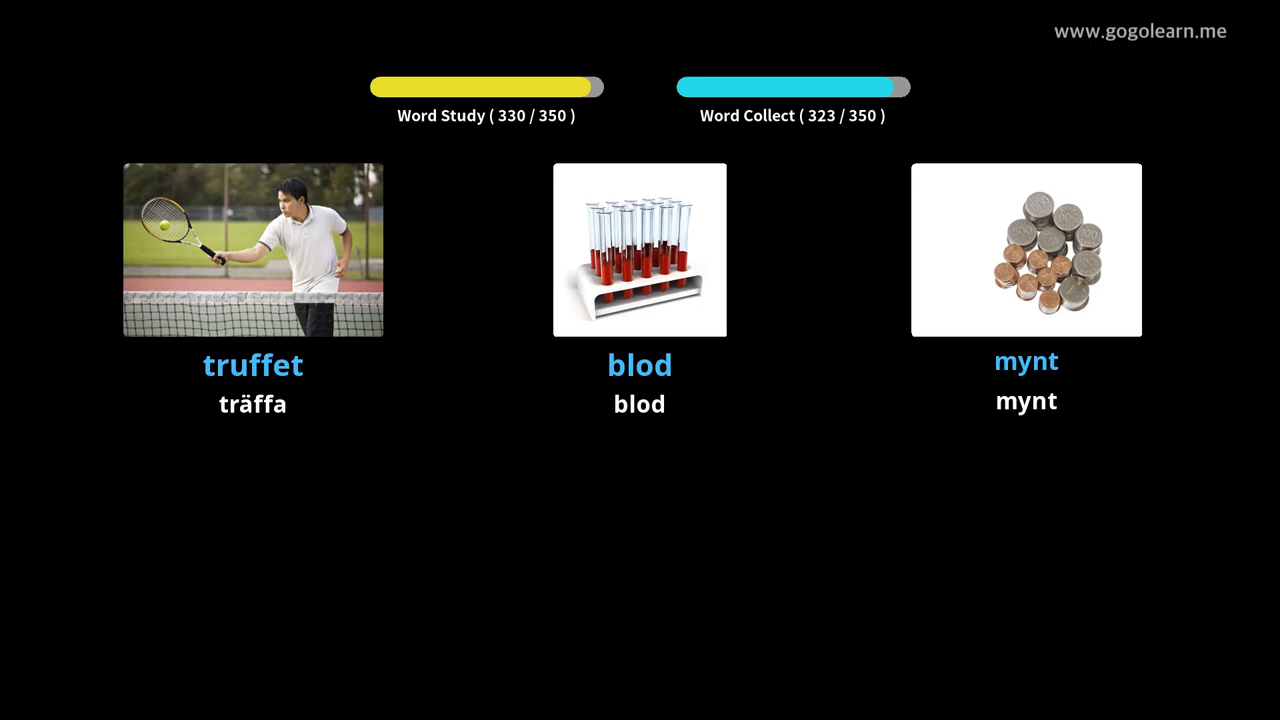 www.gogolearn.me
Word Study ( 330 / 350 )
Word Collect ( 323 / 350 )
truffet
träffa
blod
blod
mynt
mynt